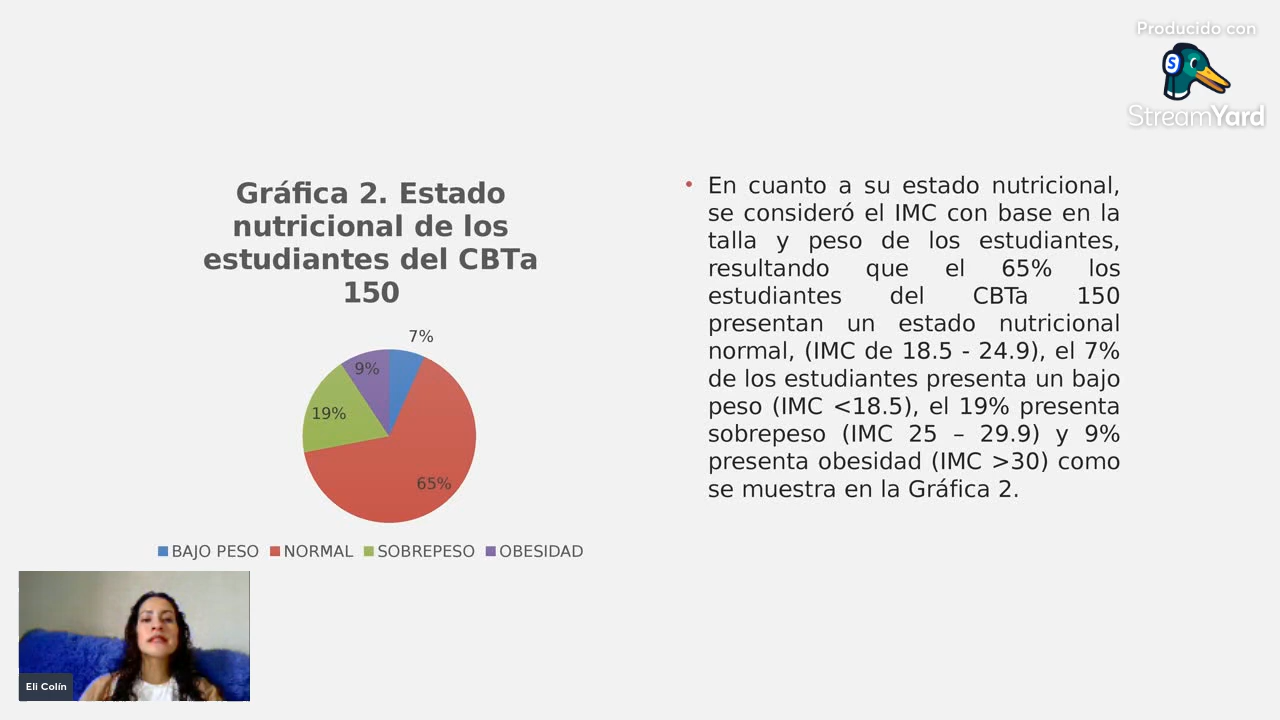 Producido con
StreamYard
Gráfica 2. Estado
nutricional de los
estudiantes del CBTa
150
7%
9%
19%
65%
BAJO PESO NORMAL SOBREPESO OBESIDAD
• En cuanto a su estado nutricional,
se consideró el IMC con base en la
talla y peso de los estudiantes,
resultando que el 65% los
estudiantes del CBTa 150
presentan un estado nutricional
normal, (IMC de 18.5 - 24.9), el 7%
de los estudiantes presenta un bajo
peso (IMC <18.5), el 19% presenta
sobrepeso (IMC 25 – 29.9) y 9%
presenta obesidad (IMC >30) como
se muestra en la Gráfica 2.
Eli Colín